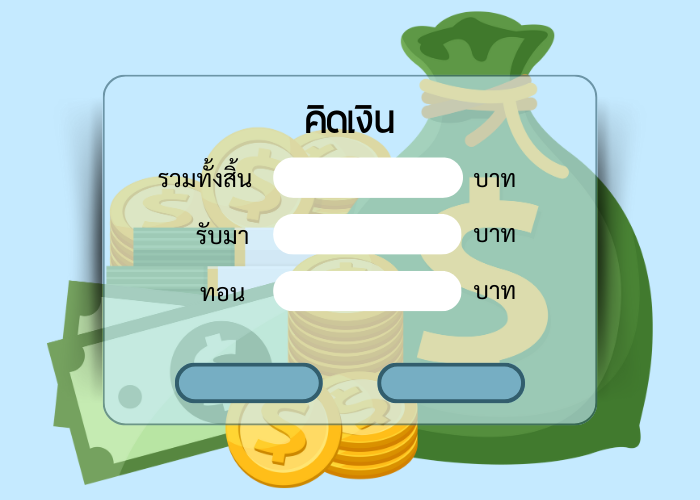 คิดเงิน
รวมทั้งสิ้น บาท
รับมา บาท
ทอน บาท